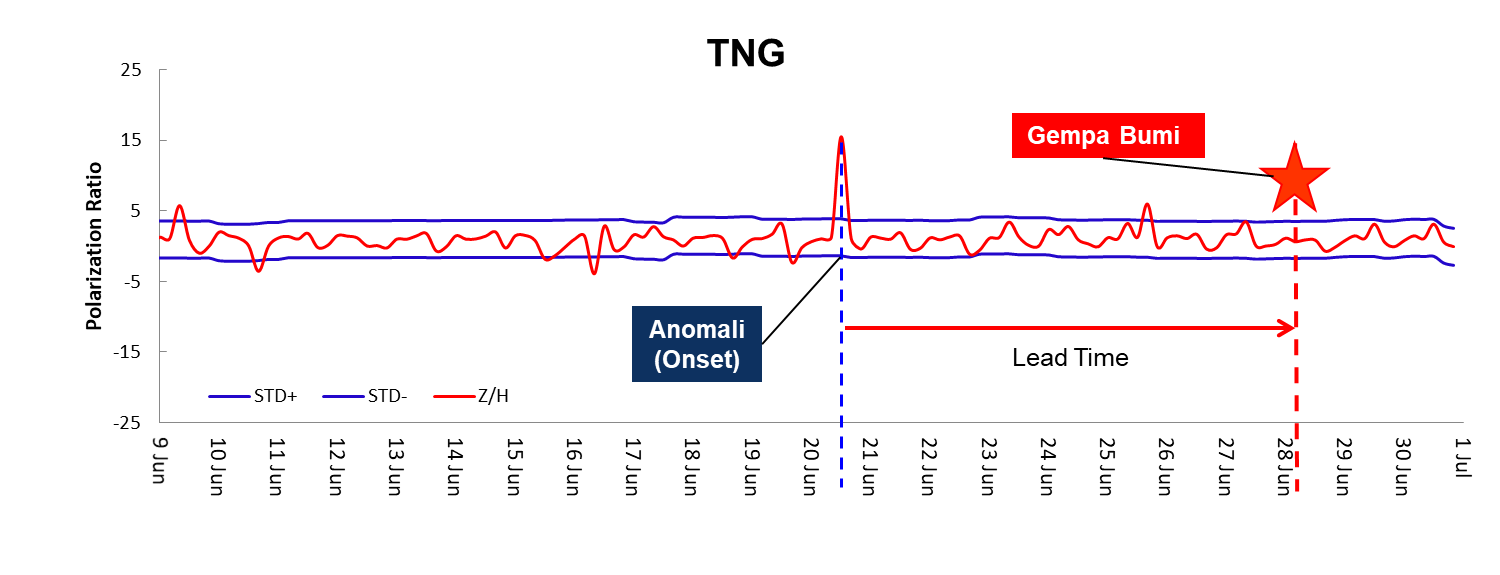 TNG
25
15
5
-5
-15
-25
Polarization Ratio
Gempa Bumi
Anomali
(Onset)
Lead Time
STD+
STD-
Z/H
9 Jun
10 Jun
11 Jun
12 Jun
13 Jun
14 Jun
15 Jun
16 Jun
17 Jun
18 Jun
19 Jun
20 Jun
21 Jun
22 Jun
23 Jun
24 Jun
25 Jun
26 Jun
27 Jun
28 Jun
29 Jun
30 Jun
1 Jul